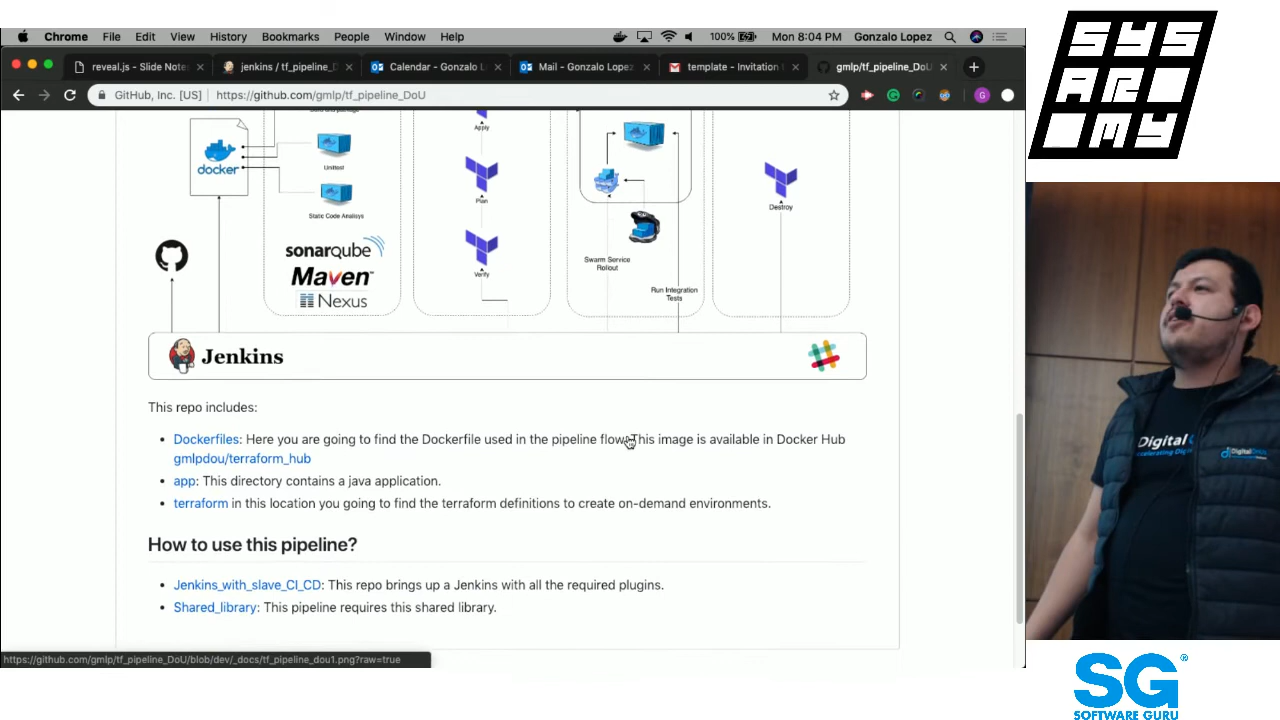 Chrome File Edit View History Bookmarks People Window Help 100% Mon 8:04 PM Gonzalo Lopez
reveal.js - Slide Note jenkins / tf_pipeline_D Calendar - Gonzalo L Mail - Gonzalo Lopez template - Invitation gmlp/tf_pipeline_DoU
GitHub, Inc. [US] https://github.com/gmlp/tf_pipeline_DoU G
docker
Unittest
Static Code Analisys
sonarqube
Maven™
Nexus
Apply
Plan
Verify
Swarm Service
Rollout
Run Integration
Tests
Destroy
Jenkins
This repo includes:
• Dockerfiles: Here you are going to find the Dockerfile used in the pipeline flow. This image is available in Docker Hub
gmlpdou/terraform_hub
• app: This directory contains a java application.
• terraform in this location you going to find the terraform definitions to create on-demand environments.
How to use this pipeline?
• Jenkins_with_slave_CI_CD: This repo brings up a Jenkins with all the required plugins.
• Shared_library: This pipeline requires this shared library.
https://github.com/gmlp/tf_pipeline_DoU/blob/dev/_docs/tf_pipeline_dou1.png?raw=true
SYS
AR
MY
Digital
SG®
SOFTWARE GURU